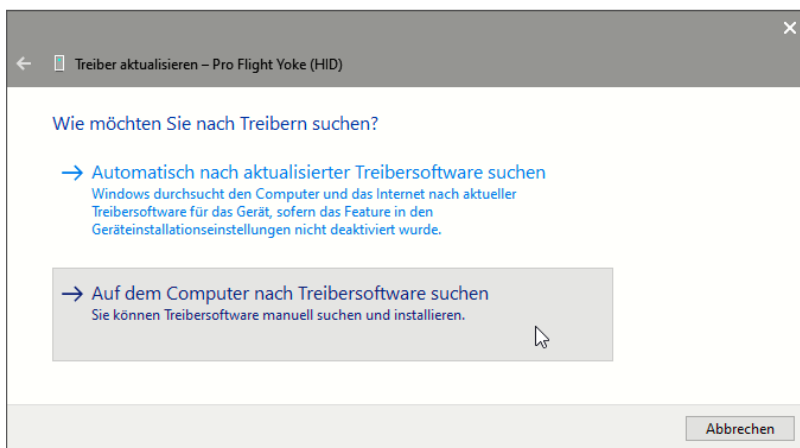 Treiber aktualisieren – Pro Flight Yoke (HID)
Wie möchten Sie nach Treibern suchen?
Automatisch nach aktualisierter Treibersoftware suchen
Windows durchsucht den Computer und das Internet nach aktueller
Treibersoftware für das Gerät, sofern das Feature in den
Geräteinstallationseinstellungen nicht deaktiviert wurde.
Auf dem Computer nach Treibersoftware suchen
Sie können Treibersoftware manuell suchen und installieren.
Abbrechen